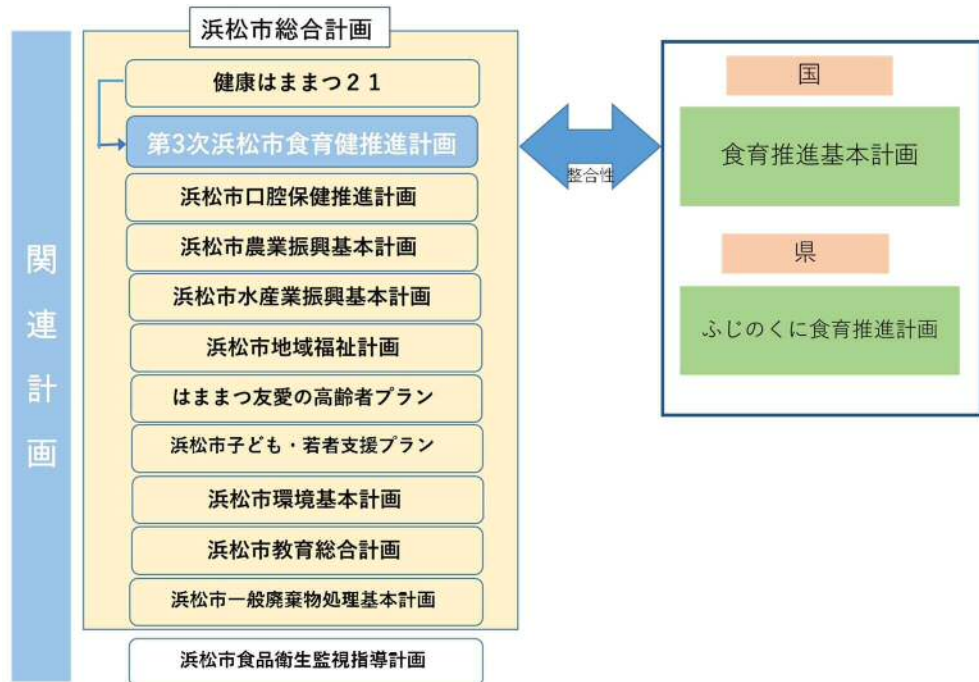 関連計画
浜松市総合計画
健康はままつ２１
第3次浜松市食育健推進計画
浜松市口腔保健推進計画
浜松市農業振興基本計画
浜松市水産業振興基本計画
浜松市地域福祉計画
はままつ友愛の高齢者プラン
浜松市子ども・若者支援プラン
浜松市環境基本計画
浜松市教育総合計画
浜松市一般廃棄物処理基本計画
浜松市食品衛生監視指導計画
整合性
国
食育推進基本計画
県
ふじのくに食育推進計画